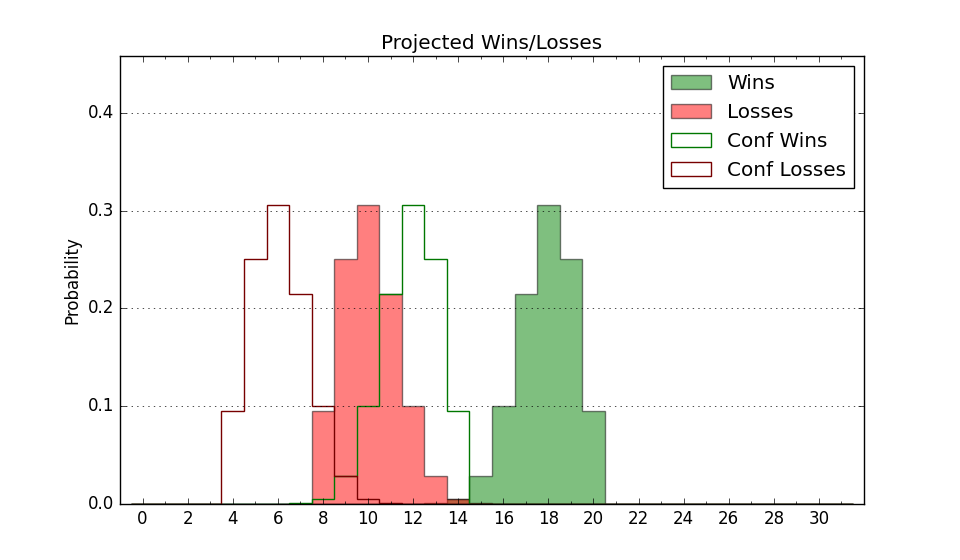 Projected Wins/Losses
Wins
Losses
Conf Wins
Conf Losses
Probability
0.4
0.3
0.2
0.1
0.0
0 2 4 6 8 10 12 14 16 18 20 22 24 26 28 30